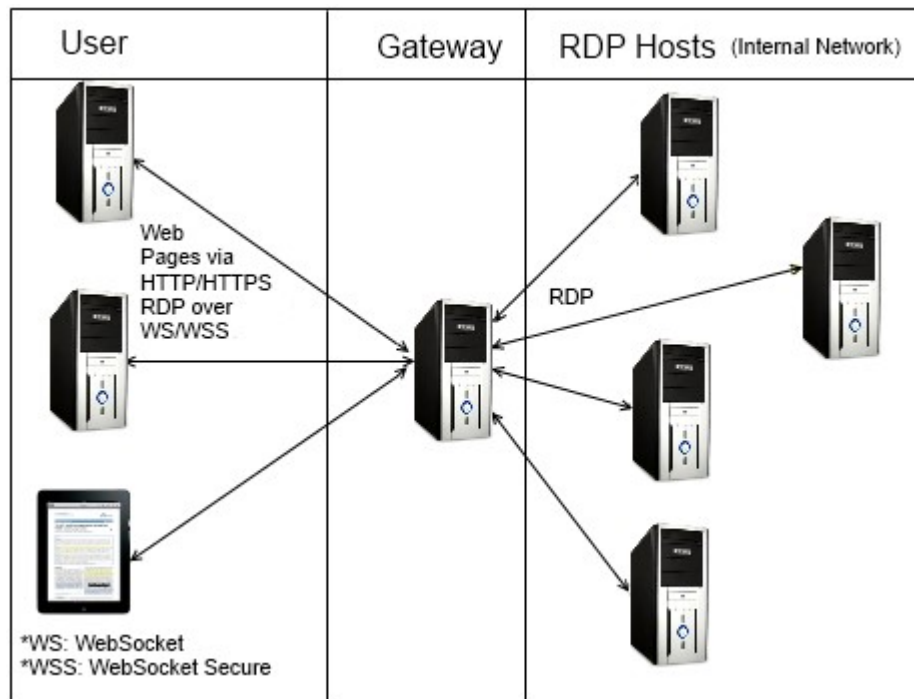 User
Gateway
RDP Hosts (Internal Network)
Web
Pages via
HTTP/HTTPS
RDP over
WS/WSS
RDP
*WS: WebSocket
*WSS: WebSocket Secure